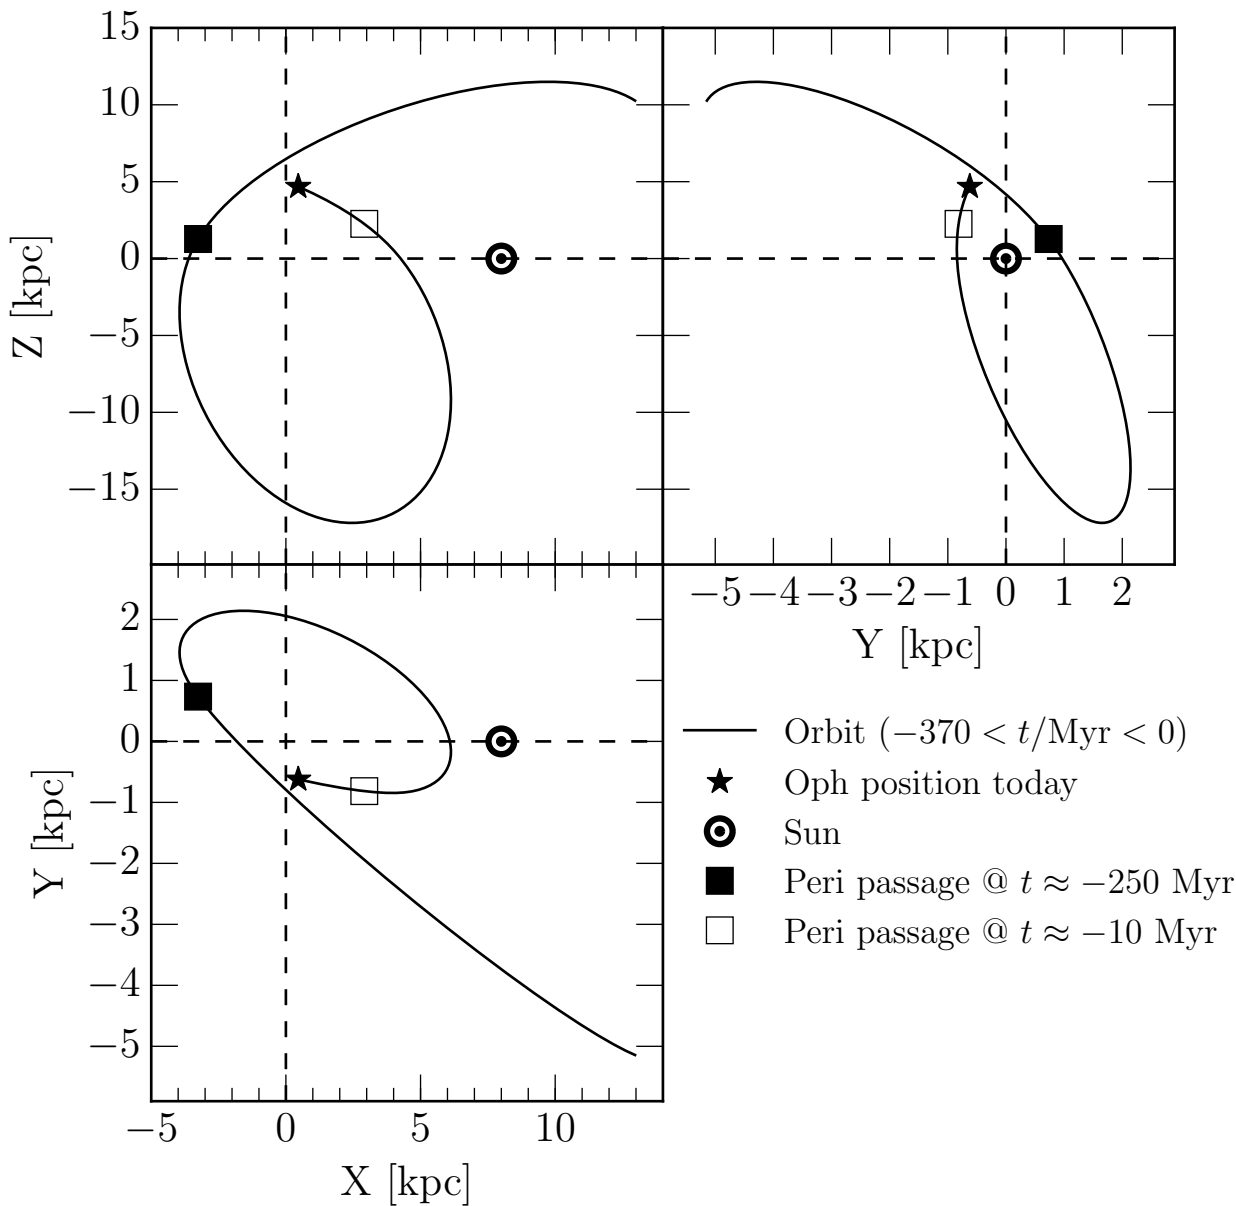 15
10
5
0
−5
−10
−15
Z [kpc]
−5 −4 −3 −2 −1 0 1 2
Y [kpc]
2
1
0
−1
−2
−3
−4
−5
Y [kpc]
−5 0 5 10
X [kpc]
Orbit (−370 < t/Myr < 0)
Oph position today
Sun
Peri passage @ t ≈ −250 Myr
Peri passage @ t ≈ −10 Myr